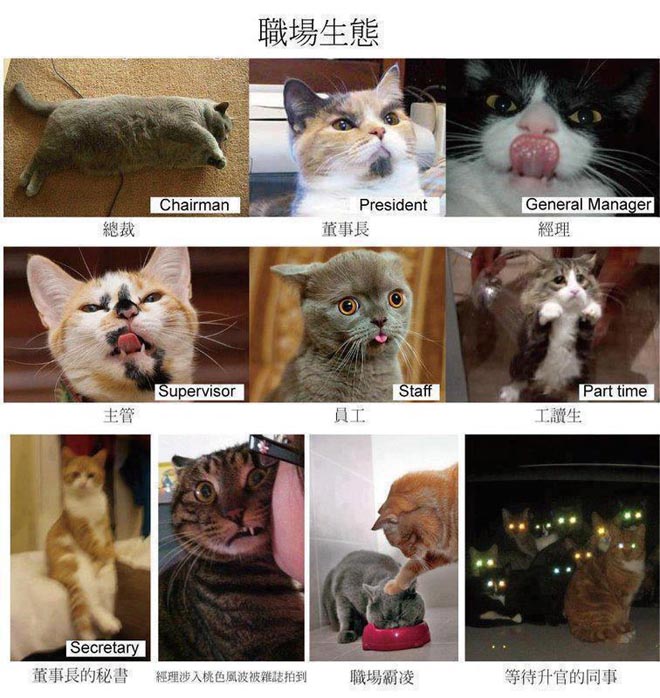 職場生態
Chairman
President
General Manager
總裁
董事長
經理
Supervisor
Staff
Part time
主管
員工
工讀生
Secretary
董事長的秘書
經理涉入桃色風波被雜誌拍到
職場霸凌
等待升官的同事